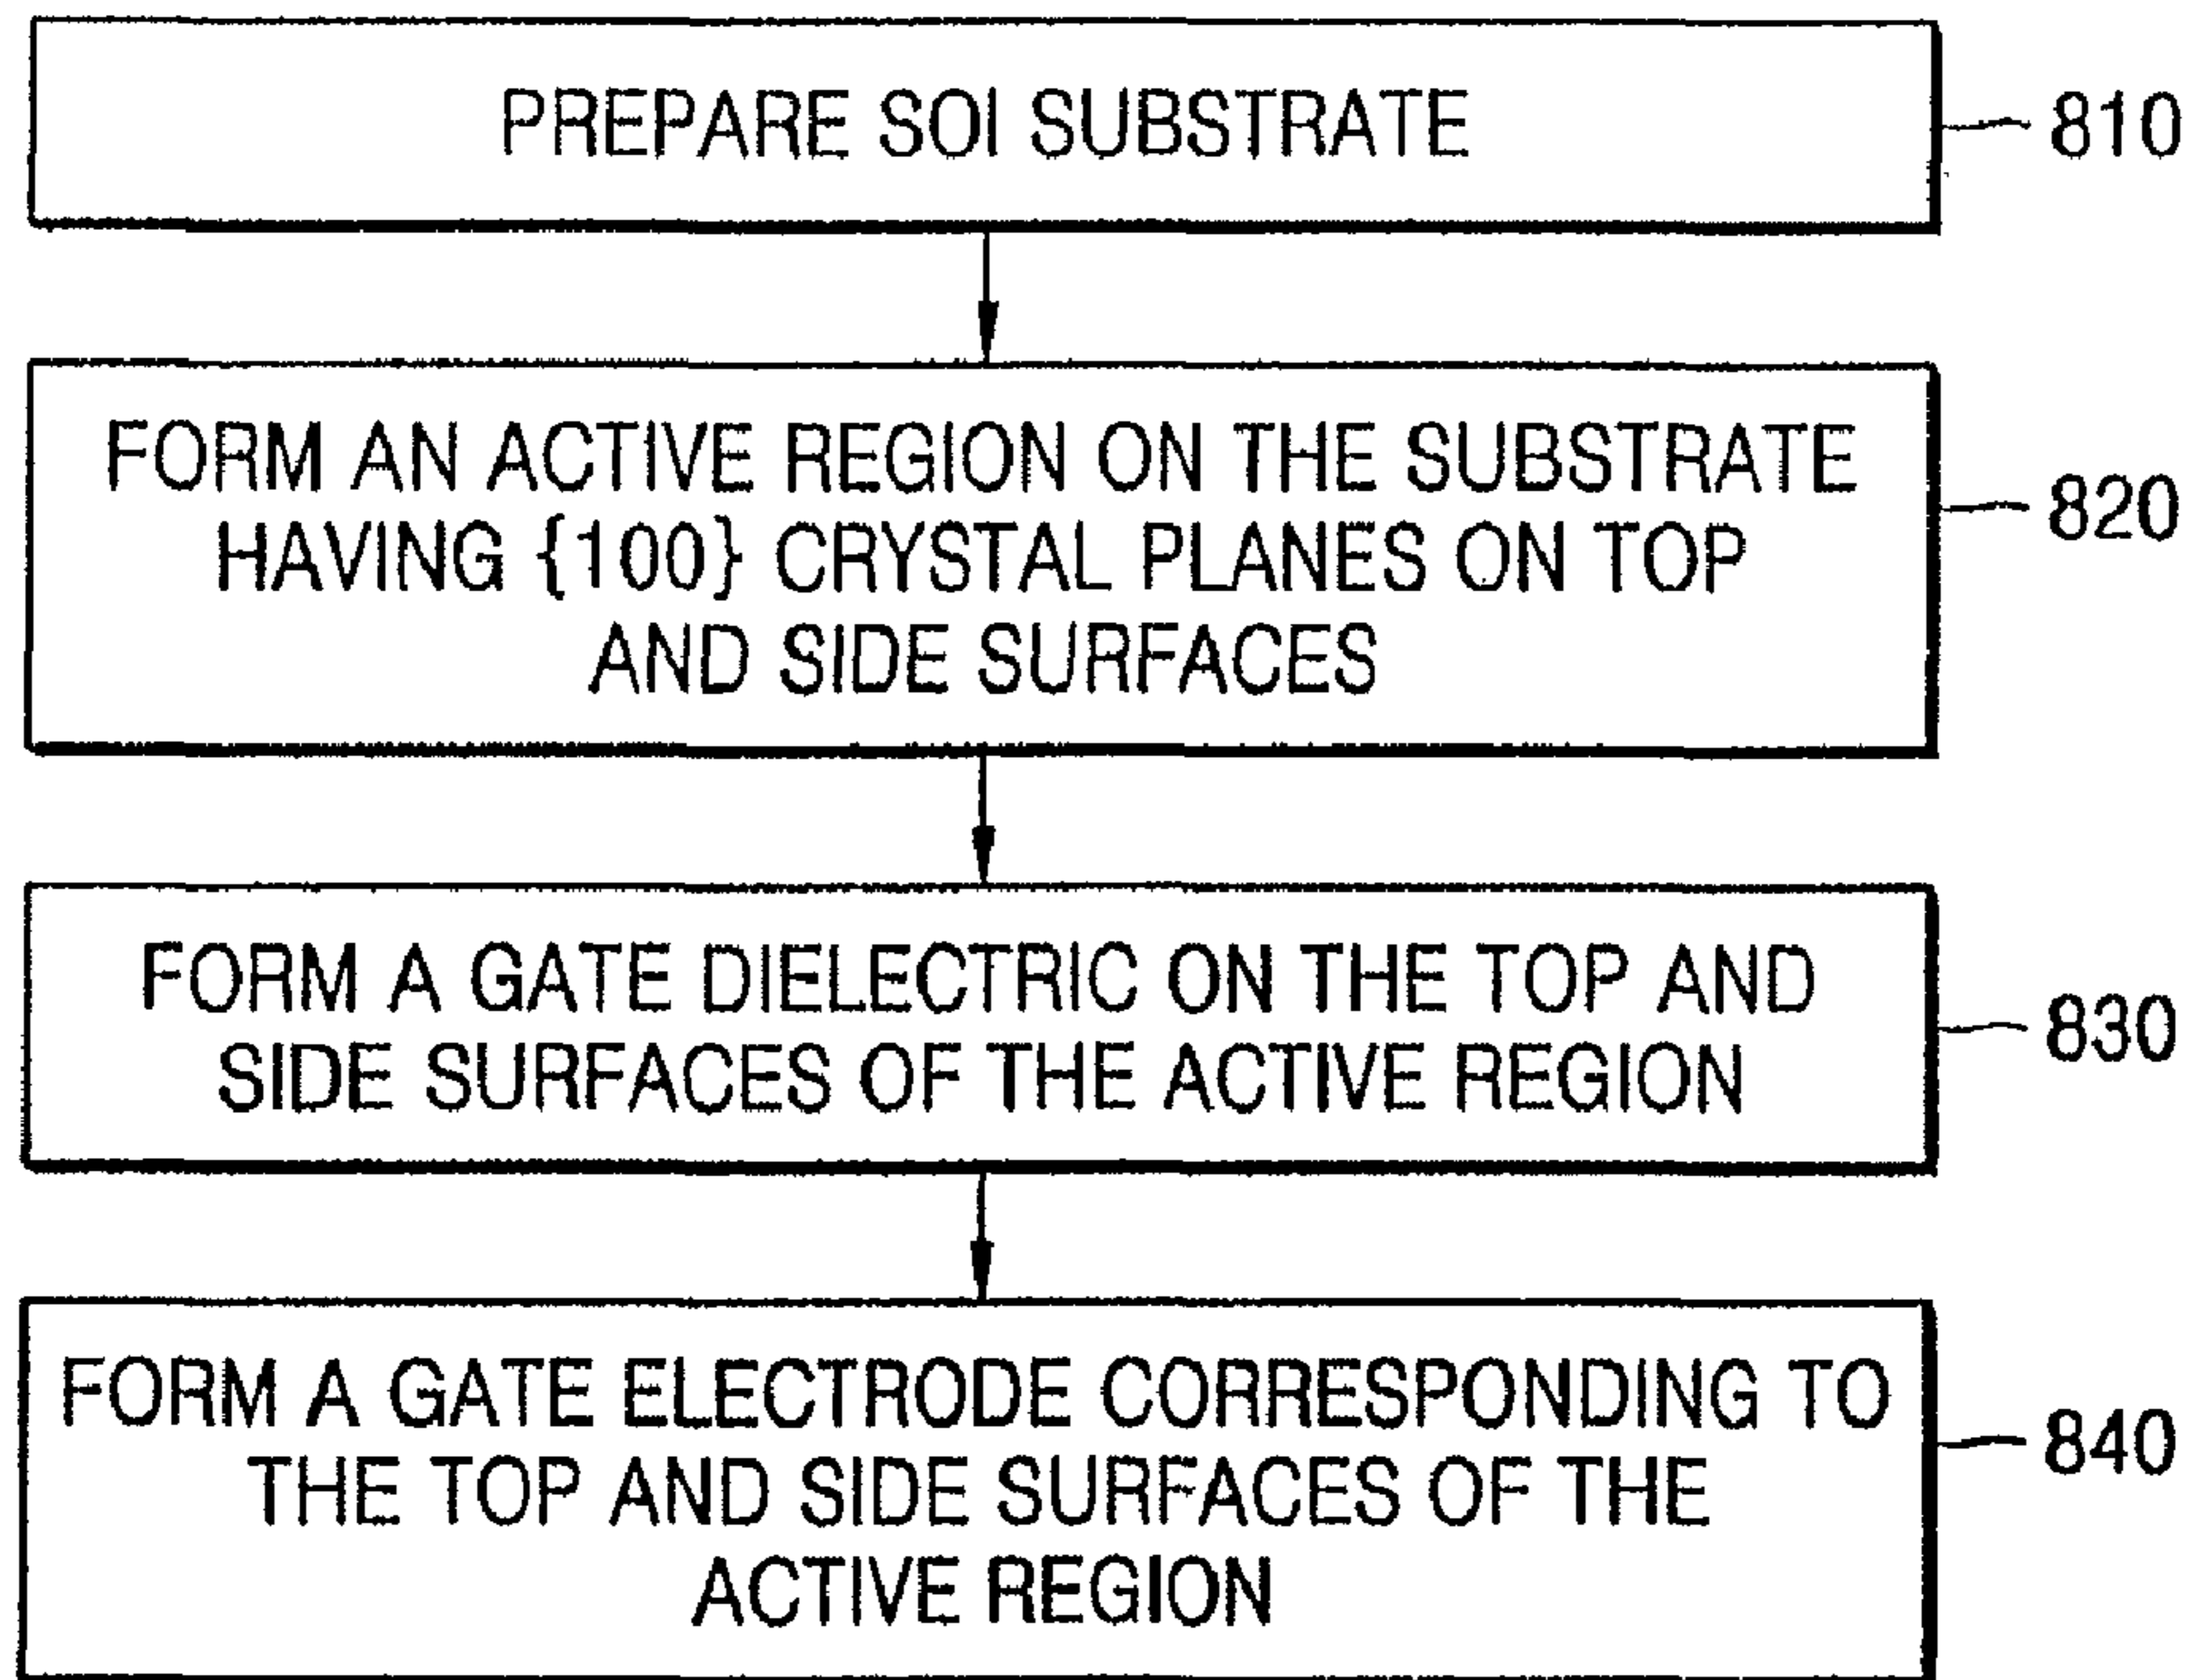 PREPARE SOI SUBSTRATE
810
FORM AN ACTIVE REGION ON THE SUBSTRATE
HAVING {100} CRYSTAL PLANES ON TOP
AND SIDE SURFACES
820
FORM A GATE DIELECTRIC ON THE TOP AND
SIDE SURFACES OF THE ACTIVE REGION
830
FORM A GATE ELECTRODE CORRESPONDING TO
THE TOP AND SIDE SURFACES OF THE
ACTIVE REGION
840